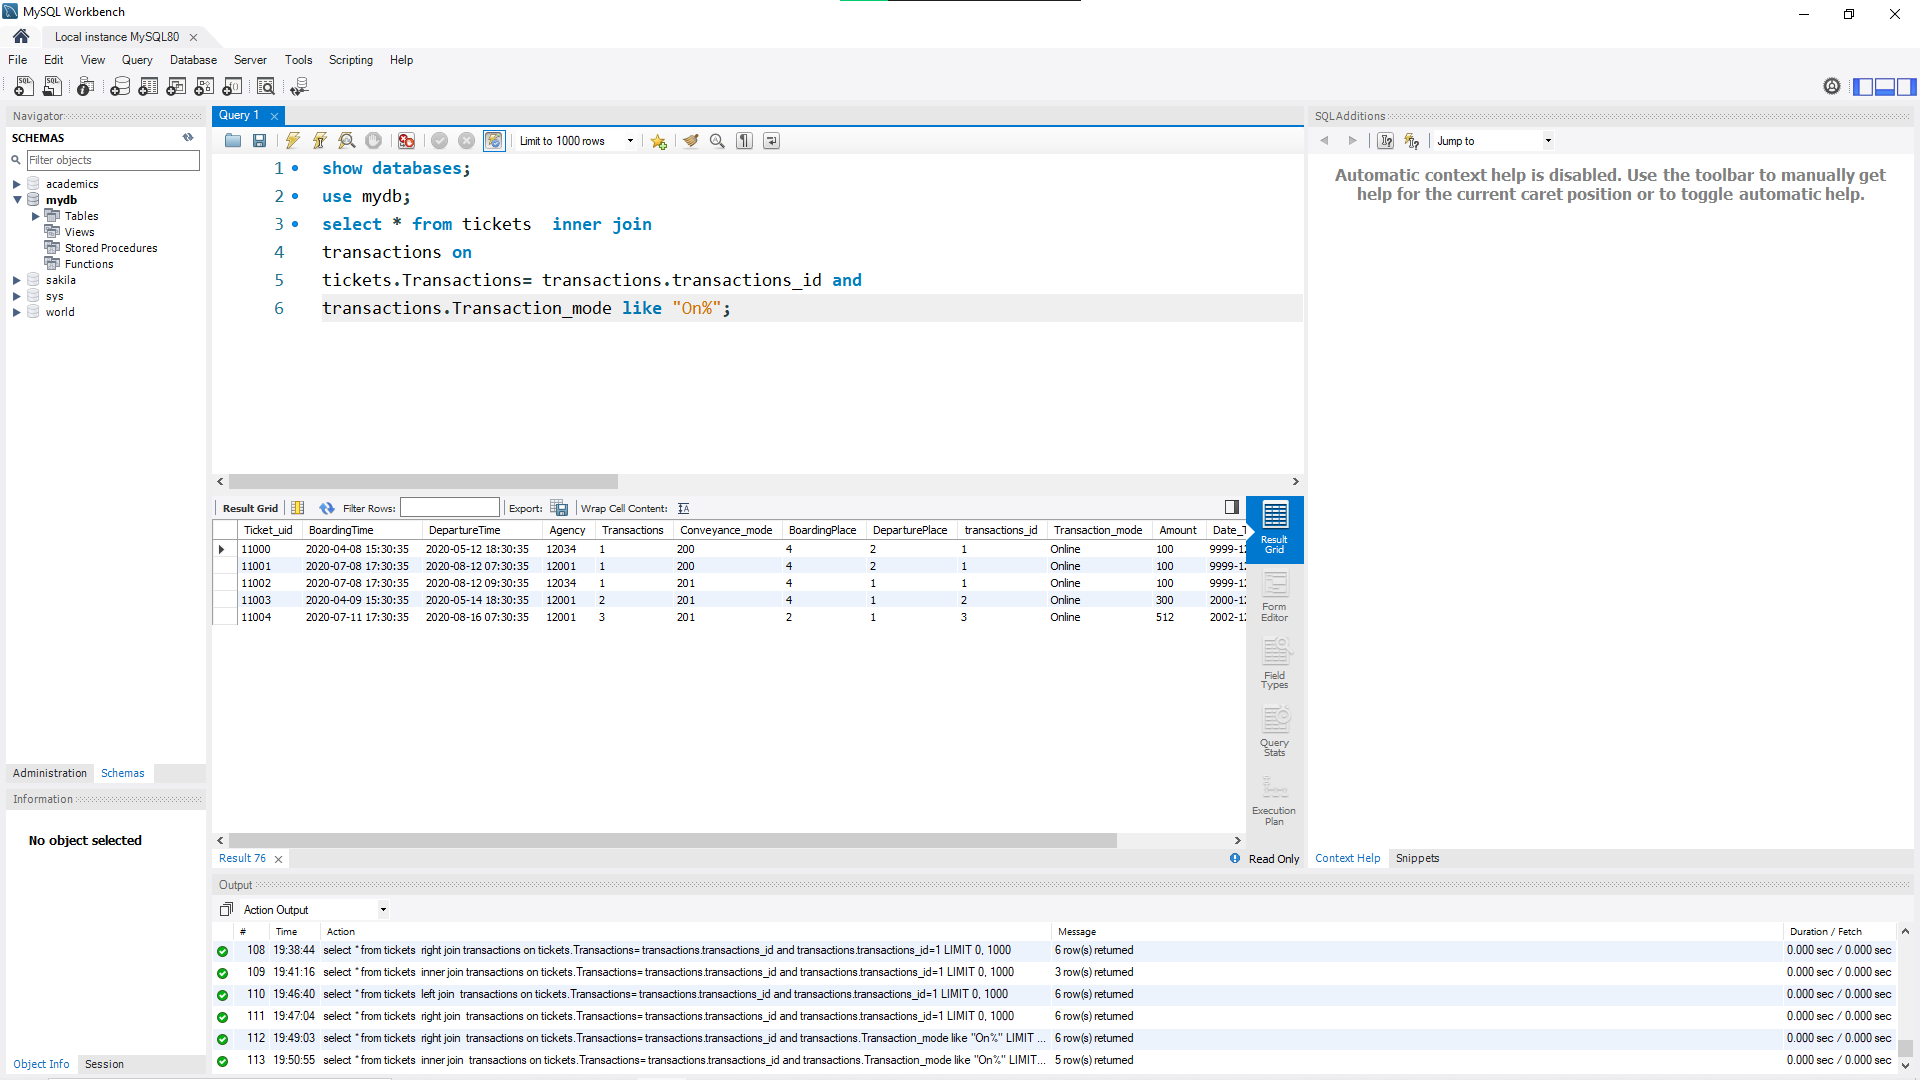 MySQL Workbench
Local instance MySQL80
File Edit View Query Database Server Tools Scripting Help
Navigator
SCHEMAS
Filter objects
academics
mydb
Tables
Views
Stored Procedures
Functions
sakila
sys
world
Administration Schemas
Information
No object selected
Object Info Session
Query 1
Limit to 1000 rows
1 show databases;
2 use mydb;
3 select * from tickets  inner join
4 transactions on
5 tickets.Transactions= transactions.transactions_id and
6 transactions.Transaction_mode like "On%";
Result Grid Filter Rows: Export: Wrap Cell Content:
Ticket_uid BoardingTime DepartureTime Agency Transactions Conveyance_mode BoardingPlace DeparturePlace transactions_id Transaction_mode Amount Date_T
11000 2020-04-08 15:30:35 2020-05-12 18:30:35 12034 1 200 4 2 1 Online 100 9999-12
11001 2020-07-08 17:30:35 2020-08-12 07:30:35 12001 1 200 4 2 1 Online 100 9999-12
11002 2020-07-08 17:30:35 2020-08-12 09:30:35 12034 1 201 4 1 1 Online 100 9999-12
11003 2020-04-09 15:30:35 2020-05-14 18:30:35 12001 2 201 4 1 2 Online 300 2000-12
11004 2020-07-11 17:30:35 2020-08-16 07:30:35 12001 3 201 2 1 3 Online 512 2002-12
Result
Grid
Form
Editor
Field
Types
Query
Stats
Execution
Plan
Result 76
Read Only
SQLAdditions
Jump to
Automatic context help is disabled. Use the toolbar to manually get
help for the current caret position or to toggle automatic help.
Context Help Snippets
Output
Action Output
# Time Action Message Duration / Fetch
108 19:38:44 select * from tickets  right join transactions on tickets.Transactions= transactions.transactions_id and transactions.transactions_id=1 LIMIT 0, 1000 6 row(s) returned 0.000 sec / 0.000 sec
109 19:41:16 select * from tickets  inner join transactions on tickets.Transactions= transactions.transactions_id and transactions.transactions_id=1 LIMIT 0, 1000 3 row(s) returned 0.000 sec / 0.000 sec
110 19:46:40 select * from tickets  left join  transactions on tickets.Transactions= transactions.transactions_id and transactions.transactions_id=1 LIMIT 0, 1000 6 row(s) returned 0.000 sec / 0.000 sec
111 19:47:04 select * from tickets  right join  transactions on tickets.Transactions= transactions.transactions_id and transactions.transactions_id=1 LIMIT 0, 1000 6 row(s) returned 0.000 sec / 0.000 sec
112 19:49:03 select * from tickets  right join  transactions on tickets.Transactions= transactions.transactions_id and transactions.Transaction_mode like "On%" LIMIT ... 6 row(s) returned 0.000 sec / 0.000 sec
113 19:50:55 select * from tickets  inner join  transactions on tickets.Transactions= transactions.transactions_id and transactions.Transaction_mode like "On%" LIMIT... 5 row(s) returned 0.000 sec / 0.000 sec